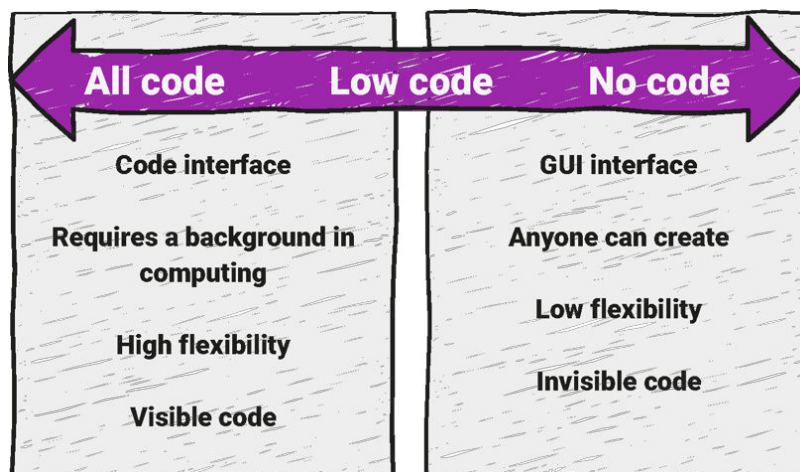 All code Low code No code
Code interface
Requires a background in
computing
High flexibility
Visible code
GUI interface
Anyone can create
Low flexibility
Invisible code